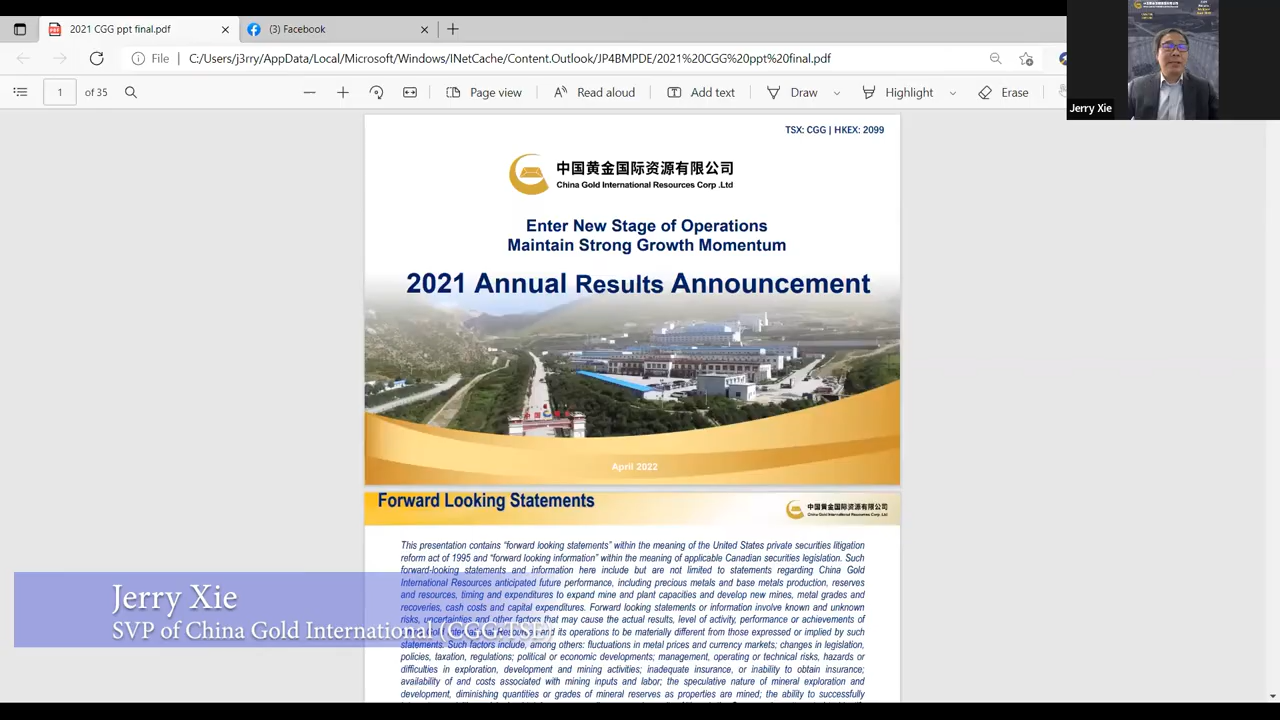 2021 CGG ppt final.pdf
(3) Facebook
File
C:/Users/j3rry/AppData/Local/Microsoft/Windows/INetCache/Content.Outlook/JP4BMPDE/2021%20CGG%20ppt%20final.pdf
1 of 35
Page view
Read aloud
Add text
Draw
Highlight
Erase
Jerry Xie
TSX: CGG | HKEX: 2099
中国黄金国际资源有限公司
China Gold International Resources Corp .Ltd
Enter New Stage of Operations
Maintain Strong Growth Momentum
2021 Annual Results Announcement
中国
April 2022
Forward Looking Statements
中国黄金国际资源有限公司
China Gold International Resources Corp. Ltd
This presentation contains “forward looking statements” within the meaning of the United States private securities litigation
reform act of 1995 and “forward looking information” within the meaning of applicable Canadian securities legislation. Such
forward-looking statements and information here include but are not limited to statements regarding China Gold
International Resources anticipated future performance, including precious metals and base metals production, reserves
and resources, timing and expenditures to expand mine and plant capacities and develop new mines, metal grades and
recoveries, cash costs and capital expenditures. Forward looking statements or information involve known and unknown
risks, uncertainties and other factors that may cause the actual results, level of activity, performance or achievements of
International Resources and its operations to be materially different from those expressed or implied by such
statements. Such factors include, among others: fluctuations in metal prices and currency markets; changes in legislation,
policies, taxation, regulations; political or economic developments; management, operating or technical risks, hazards or
difficulties in exploration, development and mining activities; inadequate insurance, or inability to obtain insurance;
availability of and costs associated with mining inputs and labor; the speculative nature of mineral exploration and
development, diminishing quantities or grades of mineral reserves as properties are mined; the ability to successfully
Jerry Xie
SVP of China Gold International (CGG:TSE)